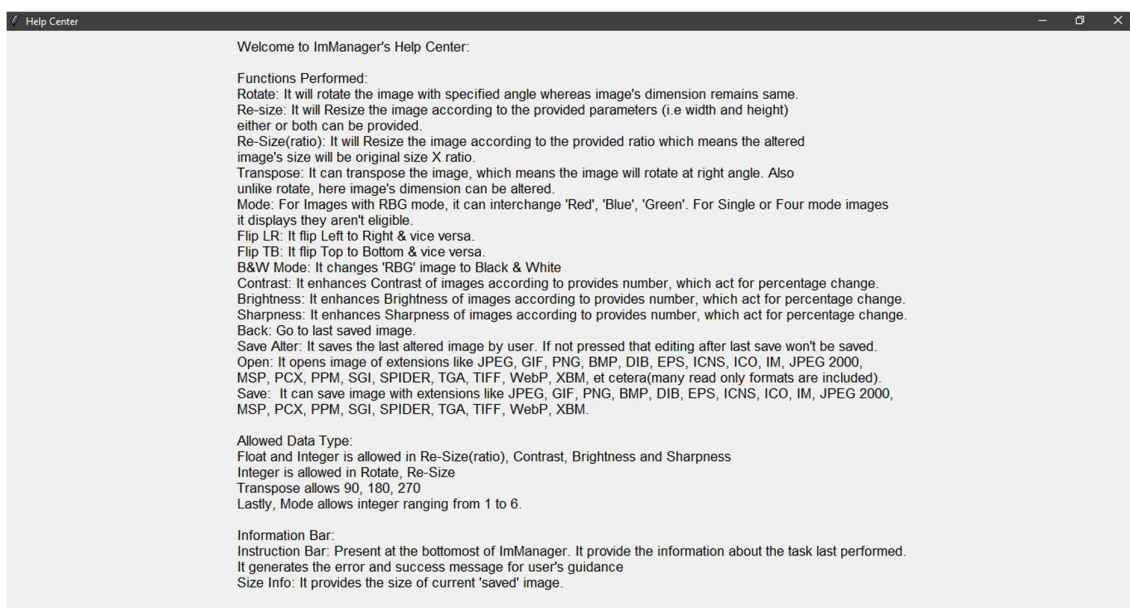 Help Center
Welcome to ImManager's Help Center:
Functions Performed:
Rotate: It will rotate the image with specified angle whereas image's dimension remains same.
Re-size: It will Resize the image according to the provided parameters (i.e width and height)
either or both can be provided.
Re-Size(ratio): It will Resize the image according to the provided ratio which means the altered
image's size will be original size X ratio.
Transpose: It can transpose the image, which means the image will rotate at right angle. Also
unlike rotate, here image's dimension can be altered.
Mode: For Images with RBG mode, it can interchange 'Red', 'Blue', 'Green'. For Single or Four mode images
it displays they aren't eligible.
Flip LR: It flip Left to Right & vice versa.
Flip TB: It flip Top to Bottom & vice versa.
B&W Mode: It changes 'RBG' image to Black & White
Contrast: It enhances Contrast of images according to provides number, which act for percentage change.
Brightness: It enhances Brightness of images according to provides number, which act for percentage change.
Sharpness: It enhances Sharpness of images according to provides number, which act for percentage change.
Back: Go to last saved image.
Save Alter: It saves the last altered image by user. If not pressed that editing after last save won't be saved.
Open: It opens image of extensions like JPEG, GIF, PNG, BMP, DIB, EPS, ICNS, ICO, IM, JPEG 2000,
MSP, PCX, PPM, SGI, SPIDER, TGA, TIFF, WebP, XBM, et cetera(many read only formats are included).
Save:  It can save image with extensions like JPEG, GIF, PNG, BMP, DIB, EPS, ICNS, ICO, IM, JPEG 2000,
MSP, PCX, PPM, SGI, SPIDER, TGA, TIFF, WebP, XBM.
Allowed Data Type:
Float and Integer is allowed in Re-Size(ratio), Contrast, Brightness and Sharpness
Integer is allowed in Rotate, Re-Size
Transpose allows 90, 180, 270
Lastly, Mode allows integer ranging from 1 to 6.
Information Bar:
Instruction Bar: Present at the bottomost of ImManager. It provide the information about the task last performed.
It generates the error and success message for user's guidance
Size Info: It provides the size of current 'saved' image.